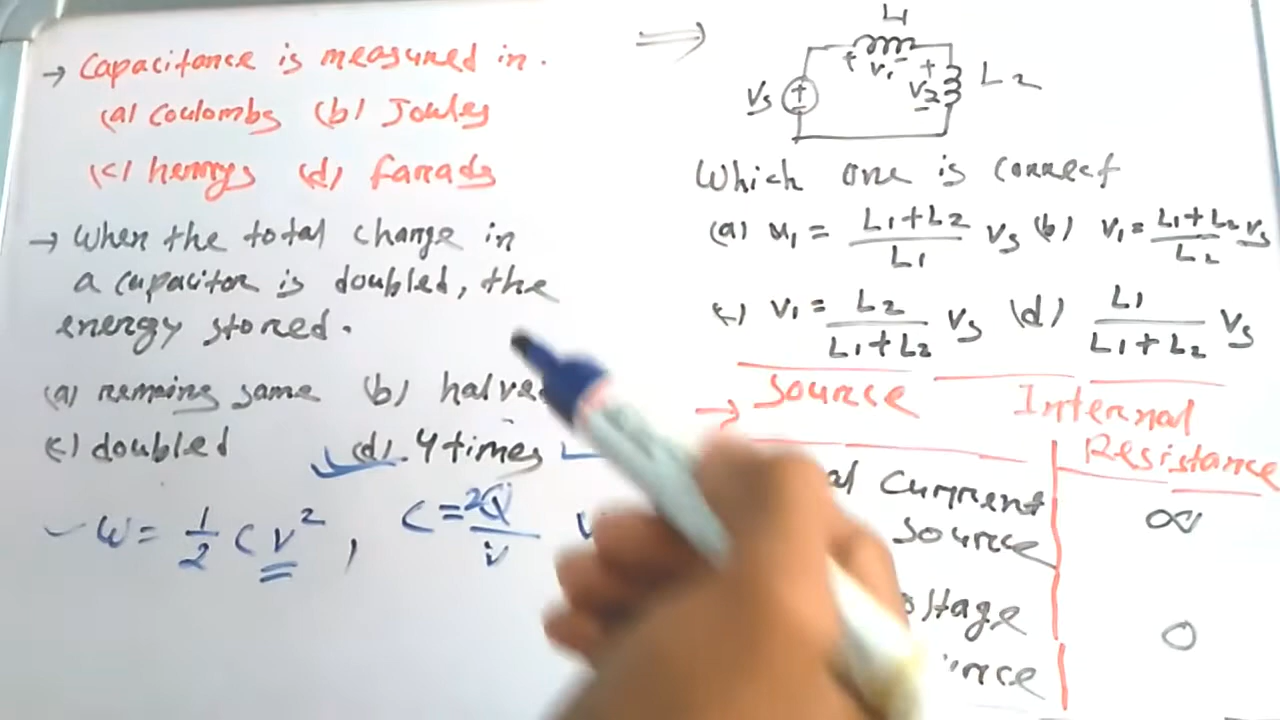 → Capacitance is measured in.
(a) Coulombs (b) Joules
(c) henrys (d) farads
→ When the total charge in
a capacitor is doubled, the
energy stored.
(a) remaing same (b) halved
(c) doubled (d) 4 times
W = 1/2 C V², C = 2Q/V
⇒
L1
+ V1 -
Vs + -
+ V2 -
L2
Which one is correct
(a) v1 = (L1+L2)/L1 Vs (b) V1 = (L1+L2)/L2 Vs
(c) V1 = L2/(L1+L2) Vs (d) L1/(L1+L2) Vs
→ Source Internal Resistance
Current Source ∞
0